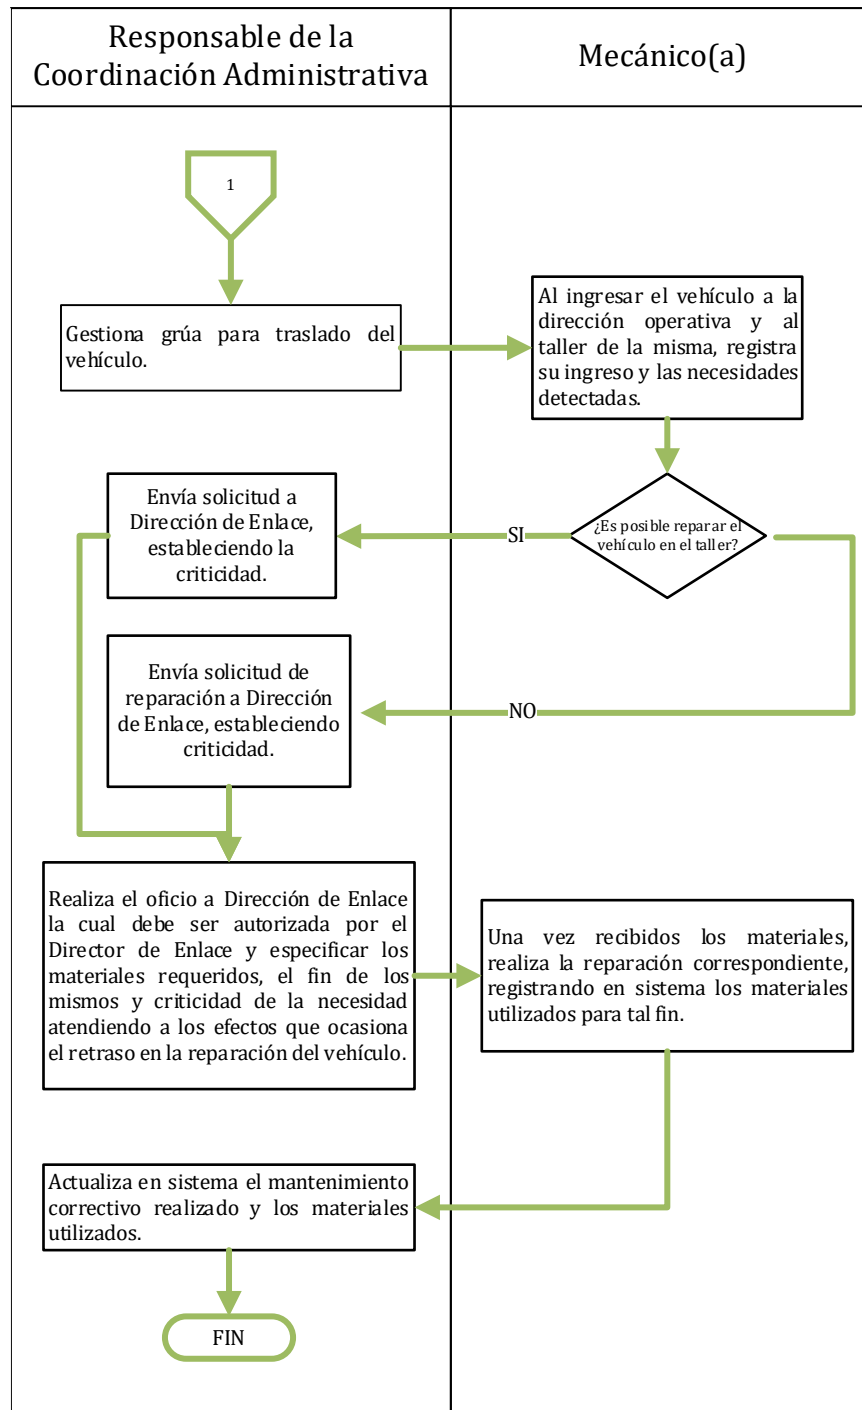 Responsable de la
Coordinación Administrativa
Mecánico(a)
1
Gestiona grúa para traslado del
vehículo.
Al ingresar el vehículo a la
dirección operativa y al
taller de la misma, registra
su ingreso y las necesidades
detectadas.
¿Es posible reparar el
vehículo en el taller?
SI
Envía solicitud a
Dirección de Enlace,
estableciendo la
criticidad.
NO
Envía solicitud de
reparación a Dirección
de Enlace, estableciendo
criticidad.
Realiza el oficio a Dirección de Enlace
la cual debe ser autorizada por el
Director de Enlace y especificar los
materiales requeridos, el fin de los
mismos y criticidad de la necesidad
atendiendo a los efectos que ocasiona
el retraso en la reparación del vehículo.
Una vez recibidos los materiales,
realiza la reparación correspondiente,
registrando en sistema los materiales
utilizados para tal fin.
Actualiza en sistema el mantenimiento
correctivo realizado y los materiales
utilizados.
FIN